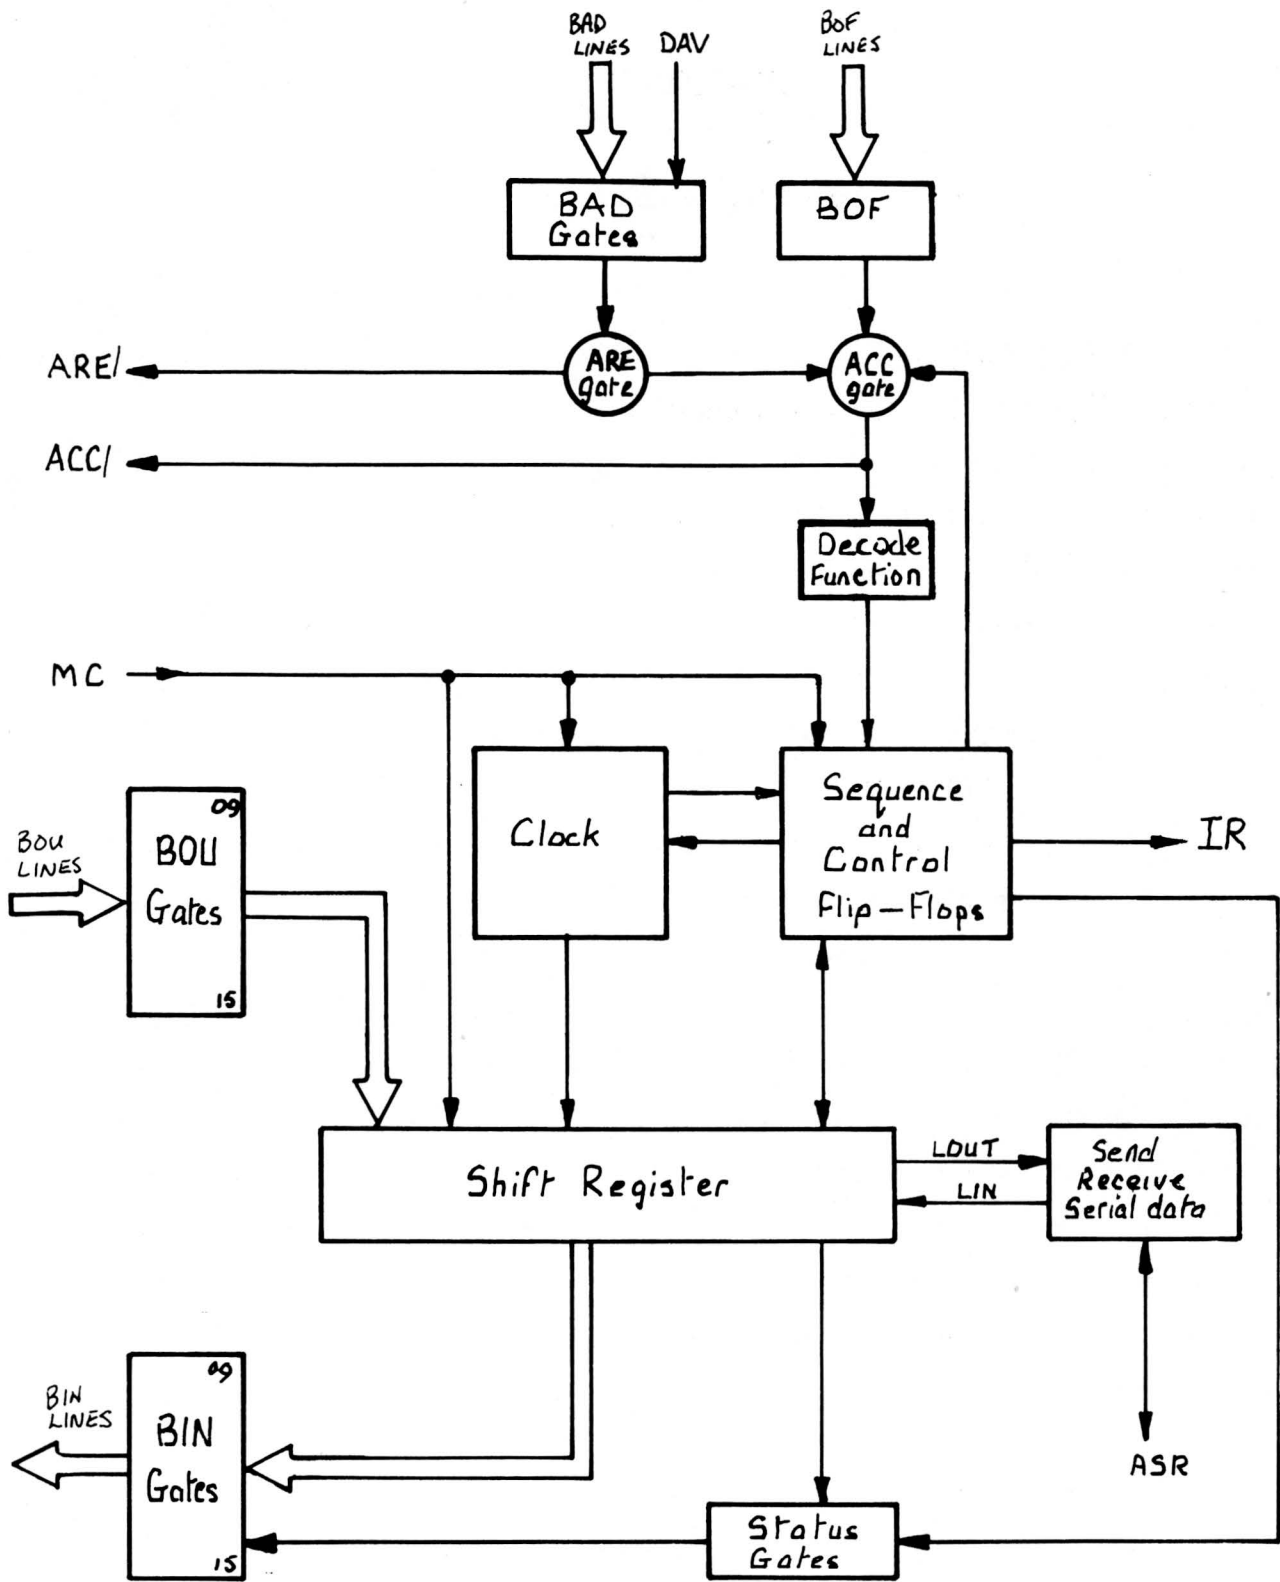 BAD
LINES
DAV
BOF
LINES
BAD
Gates
BOF
ARE/
ARE
gate
ACC
gate
ACC/
Decode
Function
MC
BOU
LINES
09
BOU
Gates
15
Clock
Sequence
and
Control
Flip-Flops
IR
Shift Register
LOUT
LIN
Send
Receive
Serial data
ASR
BIN
LINES
09
BIN
Gates
15
Status
Gates